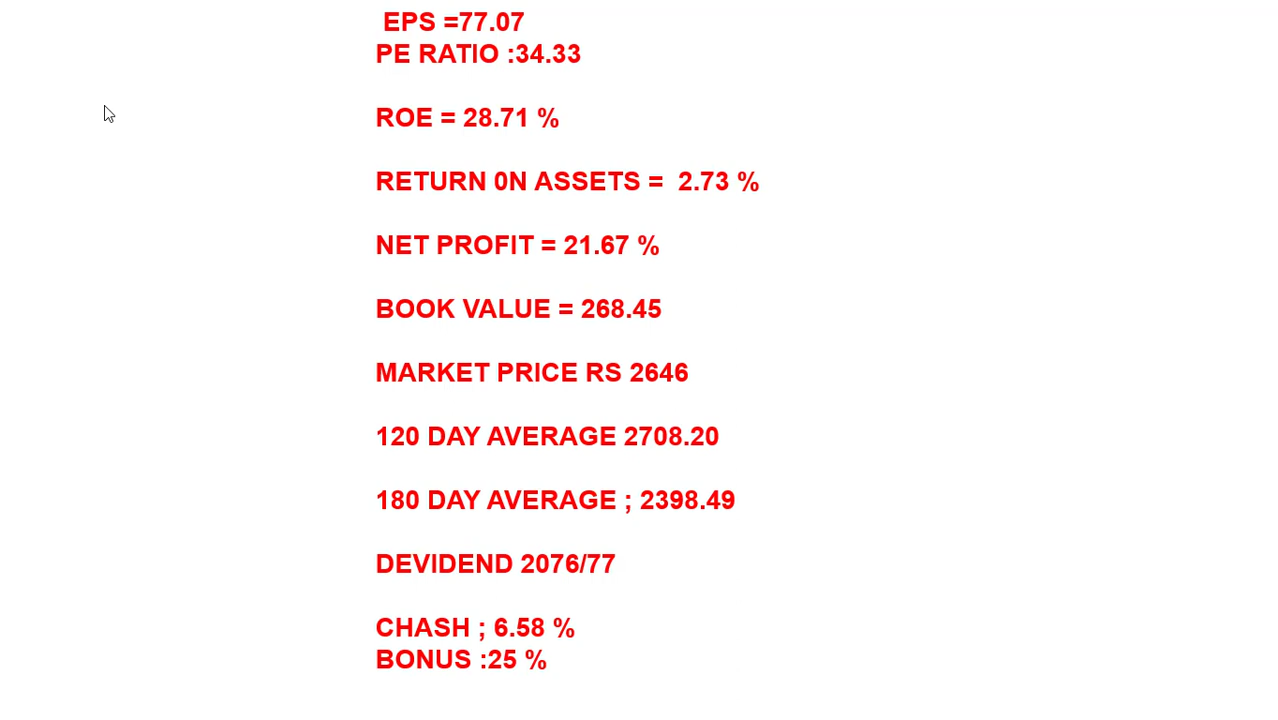 EPS =77.07
PE RATIO :34.33
ROE = 28.71 %
RETURN 0N ASSETS =  2.73 %
NET PROFIT = 21.67 %
BOOK VALUE = 268.45
MARKET PRICE RS 2646
120 DAY AVERAGE 2708.20
180 DAY AVERAGE ; 2398.49
DEVIDEND 2076/77
CHASH ; 6.58 %
BONUS :25 %